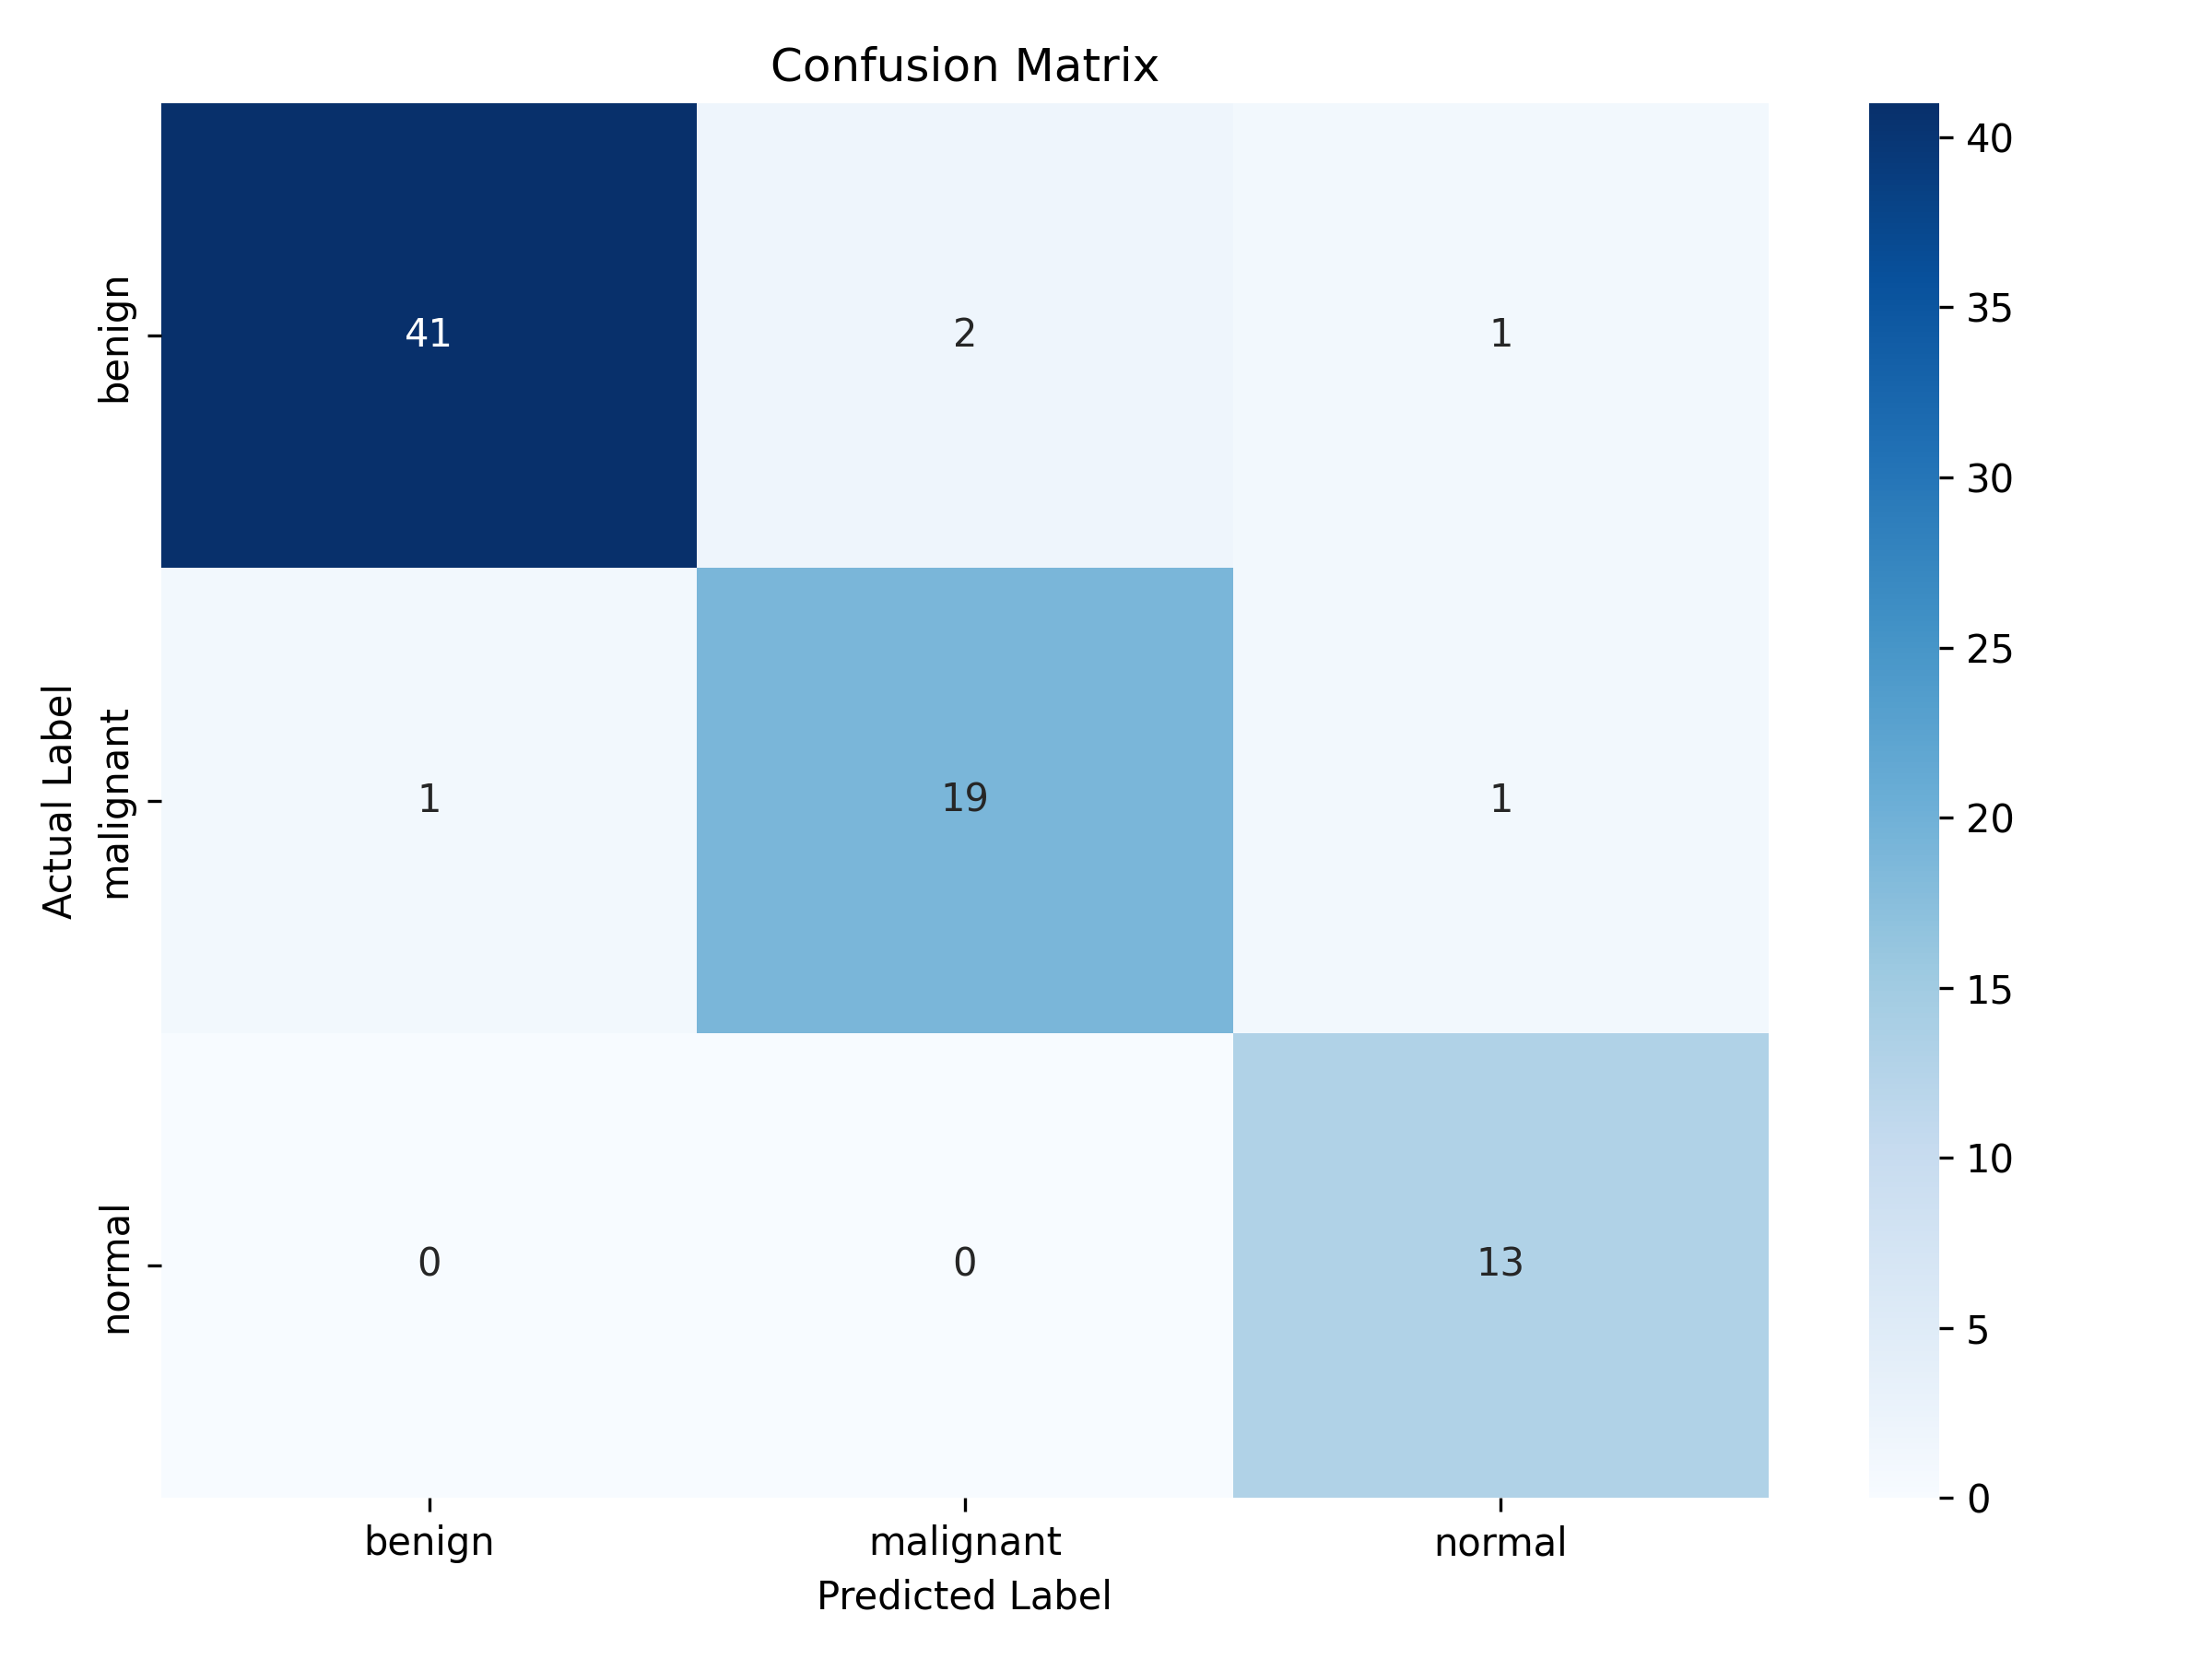 Confusion Matrix
Actual Label
benign
41
2
1
malignant
1
19
1
normal
0
0
13
benign
malignant
normal
Predicted Label
40
35
30
25
20
15
10
5
0